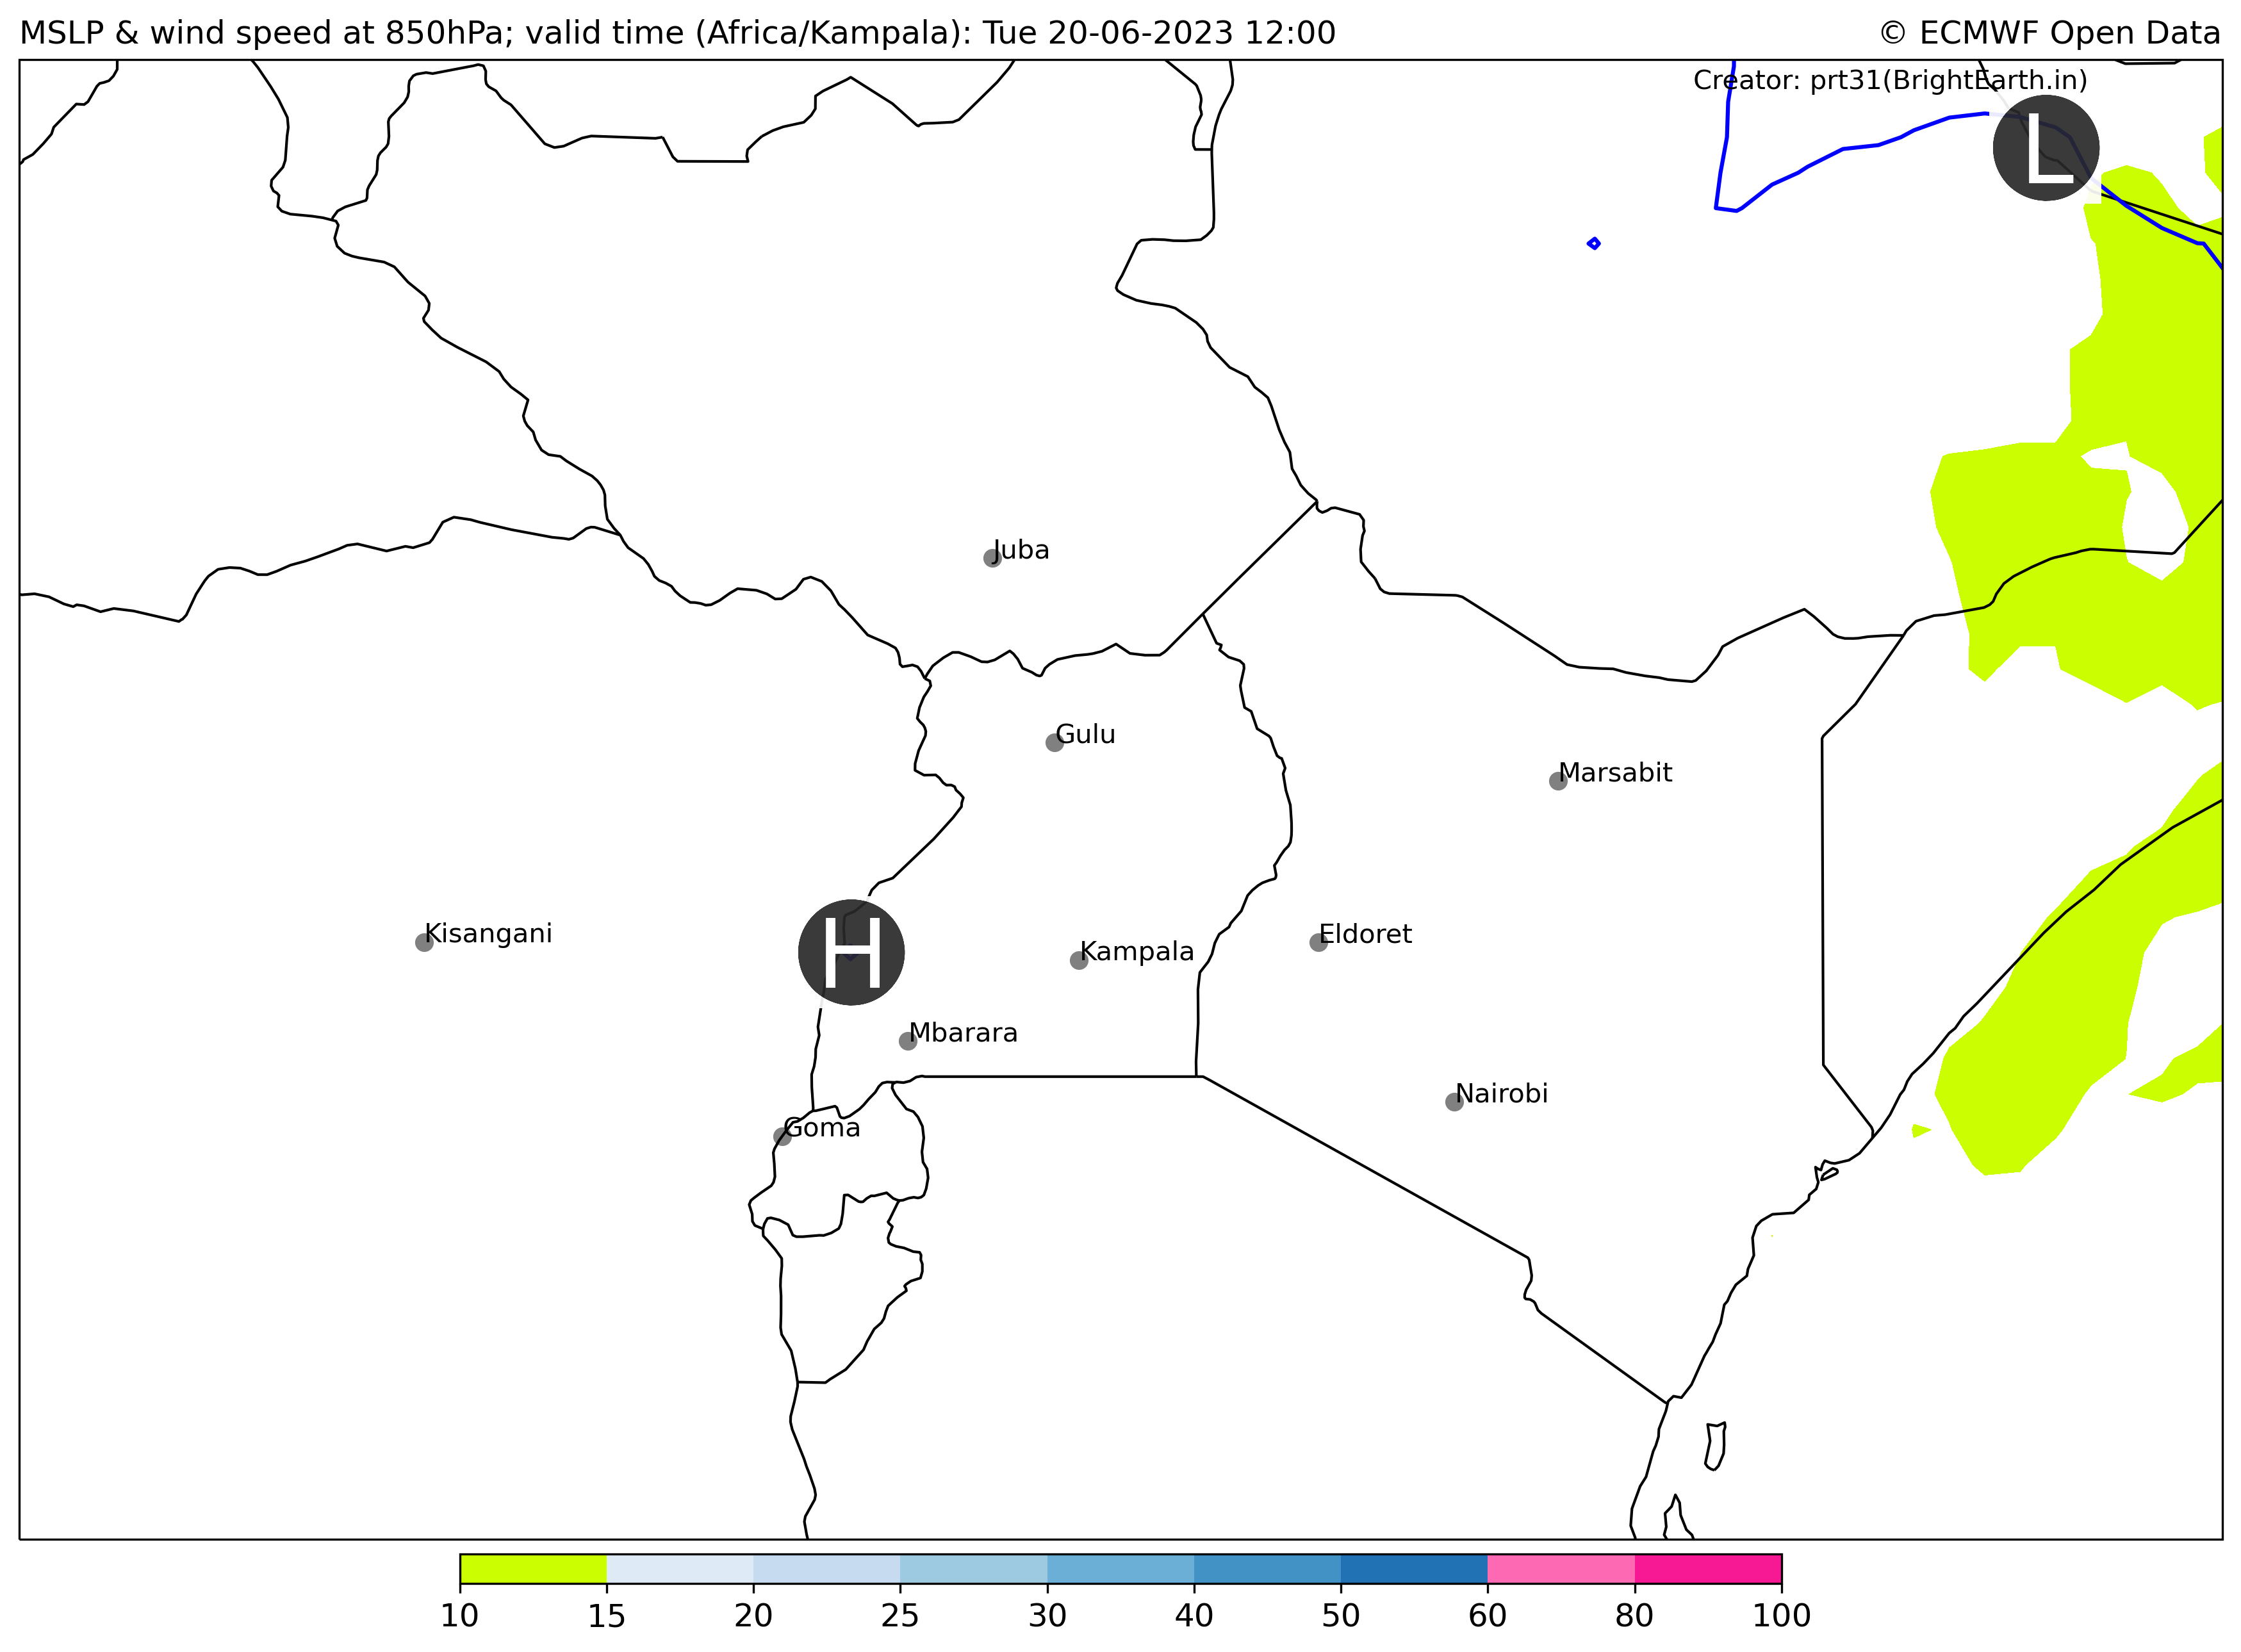 MSLP & wind speed at 850hPa; valid time (Africa/Kampala): Tue 20-06-2023 12:00
© ECMWF Open Data
Creator: prt31(BrightEarth.in)
L
Juba
Gulu
Marsabit
Kisangani
H
Kampala
Eldoret
Mbarara
Nairobi
Goma
10 15 20 25 30 40 50 60 80 100